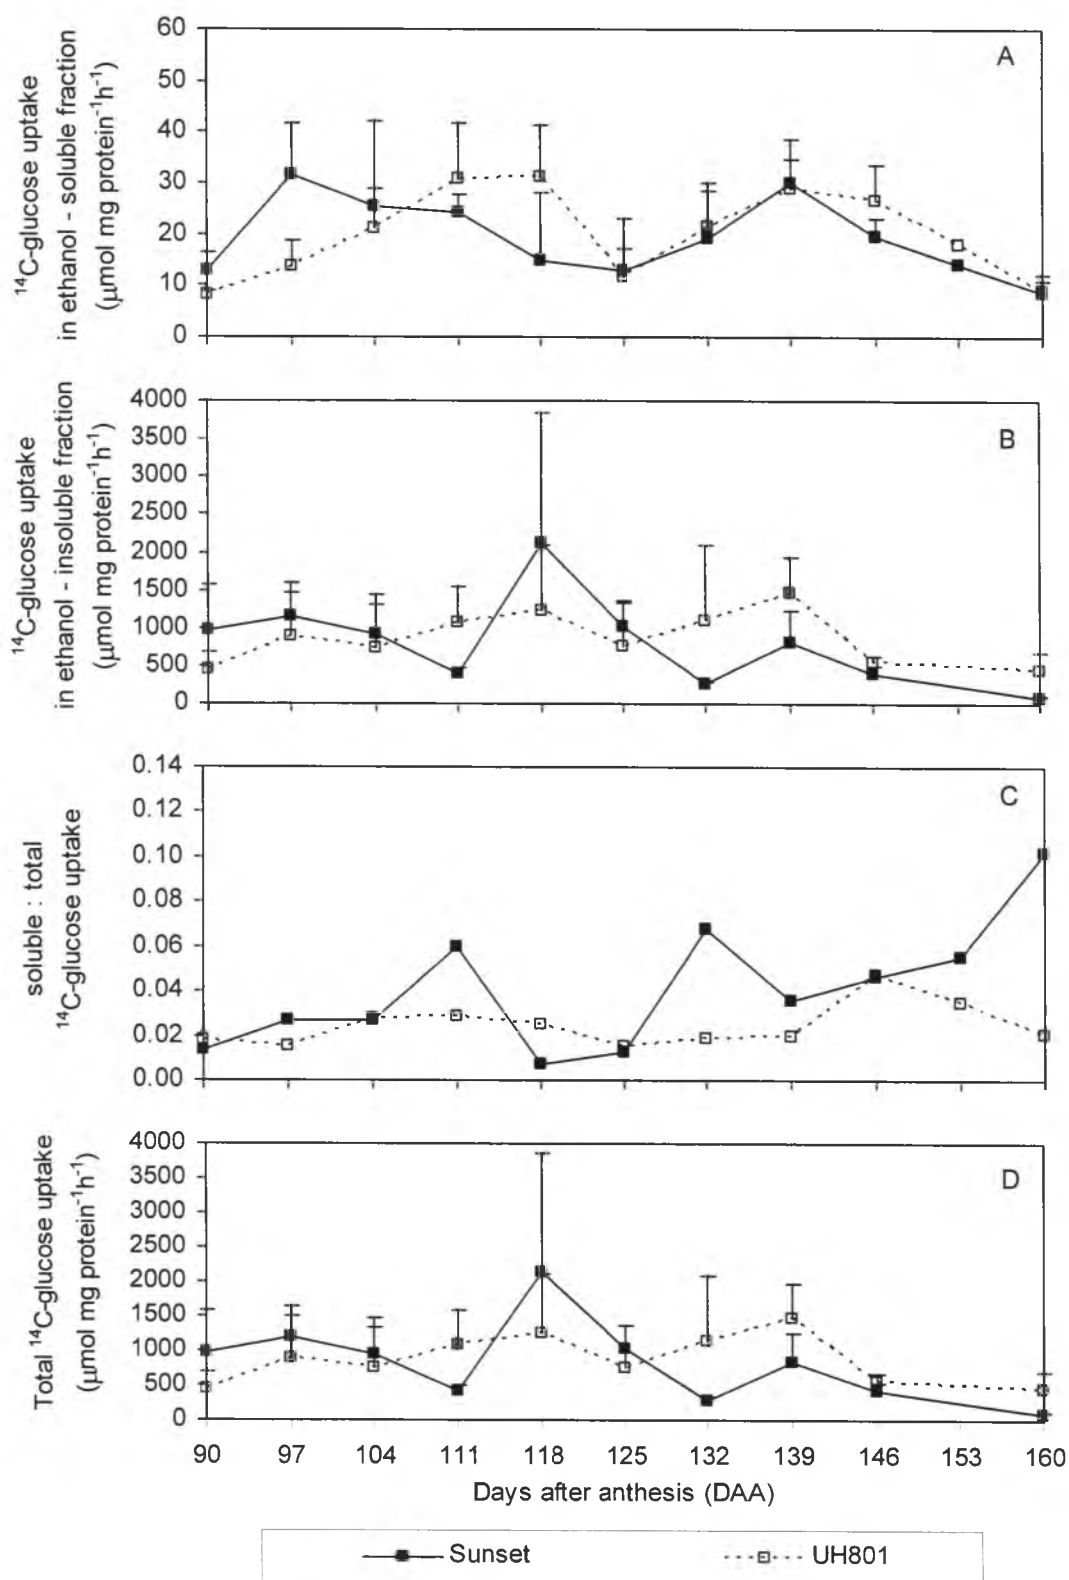 A
¹⁴C-glucose uptake
in ethanol - soluble fraction
(µmol mg protein⁻¹h⁻¹)
60
50
40
30
20
10
0
B
¹⁴C-glucose uptake
in ethanol - insoluble fraction
(µmol mg protein⁻¹h⁻¹)
4000
3500
3000
2500
2000
1500
1000
500
0
C
soluble : total
¹⁴C-glucose uptake
0.14
0.12
0.10
0.08
0.06
0.04
0.02
0.00
D
Total ¹⁴C-glucose uptake
(µmol mg protein⁻¹h⁻¹)
4000
3500
3000
2500
2000
1500
1000
500
0
90 97 104 111 118 125 132 139 146 153 160
Days after anthesis (DAA)
Sunset UH801